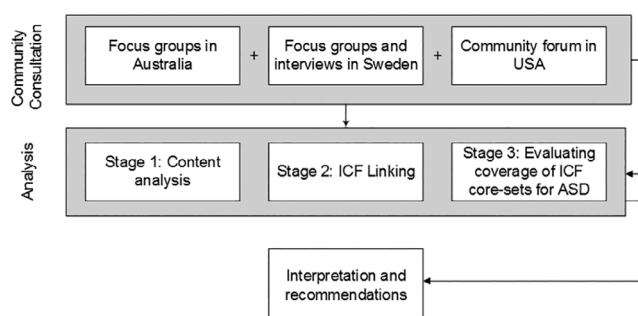 Community
Consultation
Focus groups in
Australia
+
Focus groups and
interviews in Sweden
+
Community forum in
USA
Analysis
Stage 1: Content
analysis
Stage 2: ICF Linking
Stage 3: Evaluating
coverage of ICF
core-sets for ASD
Interpretation and
recommendations